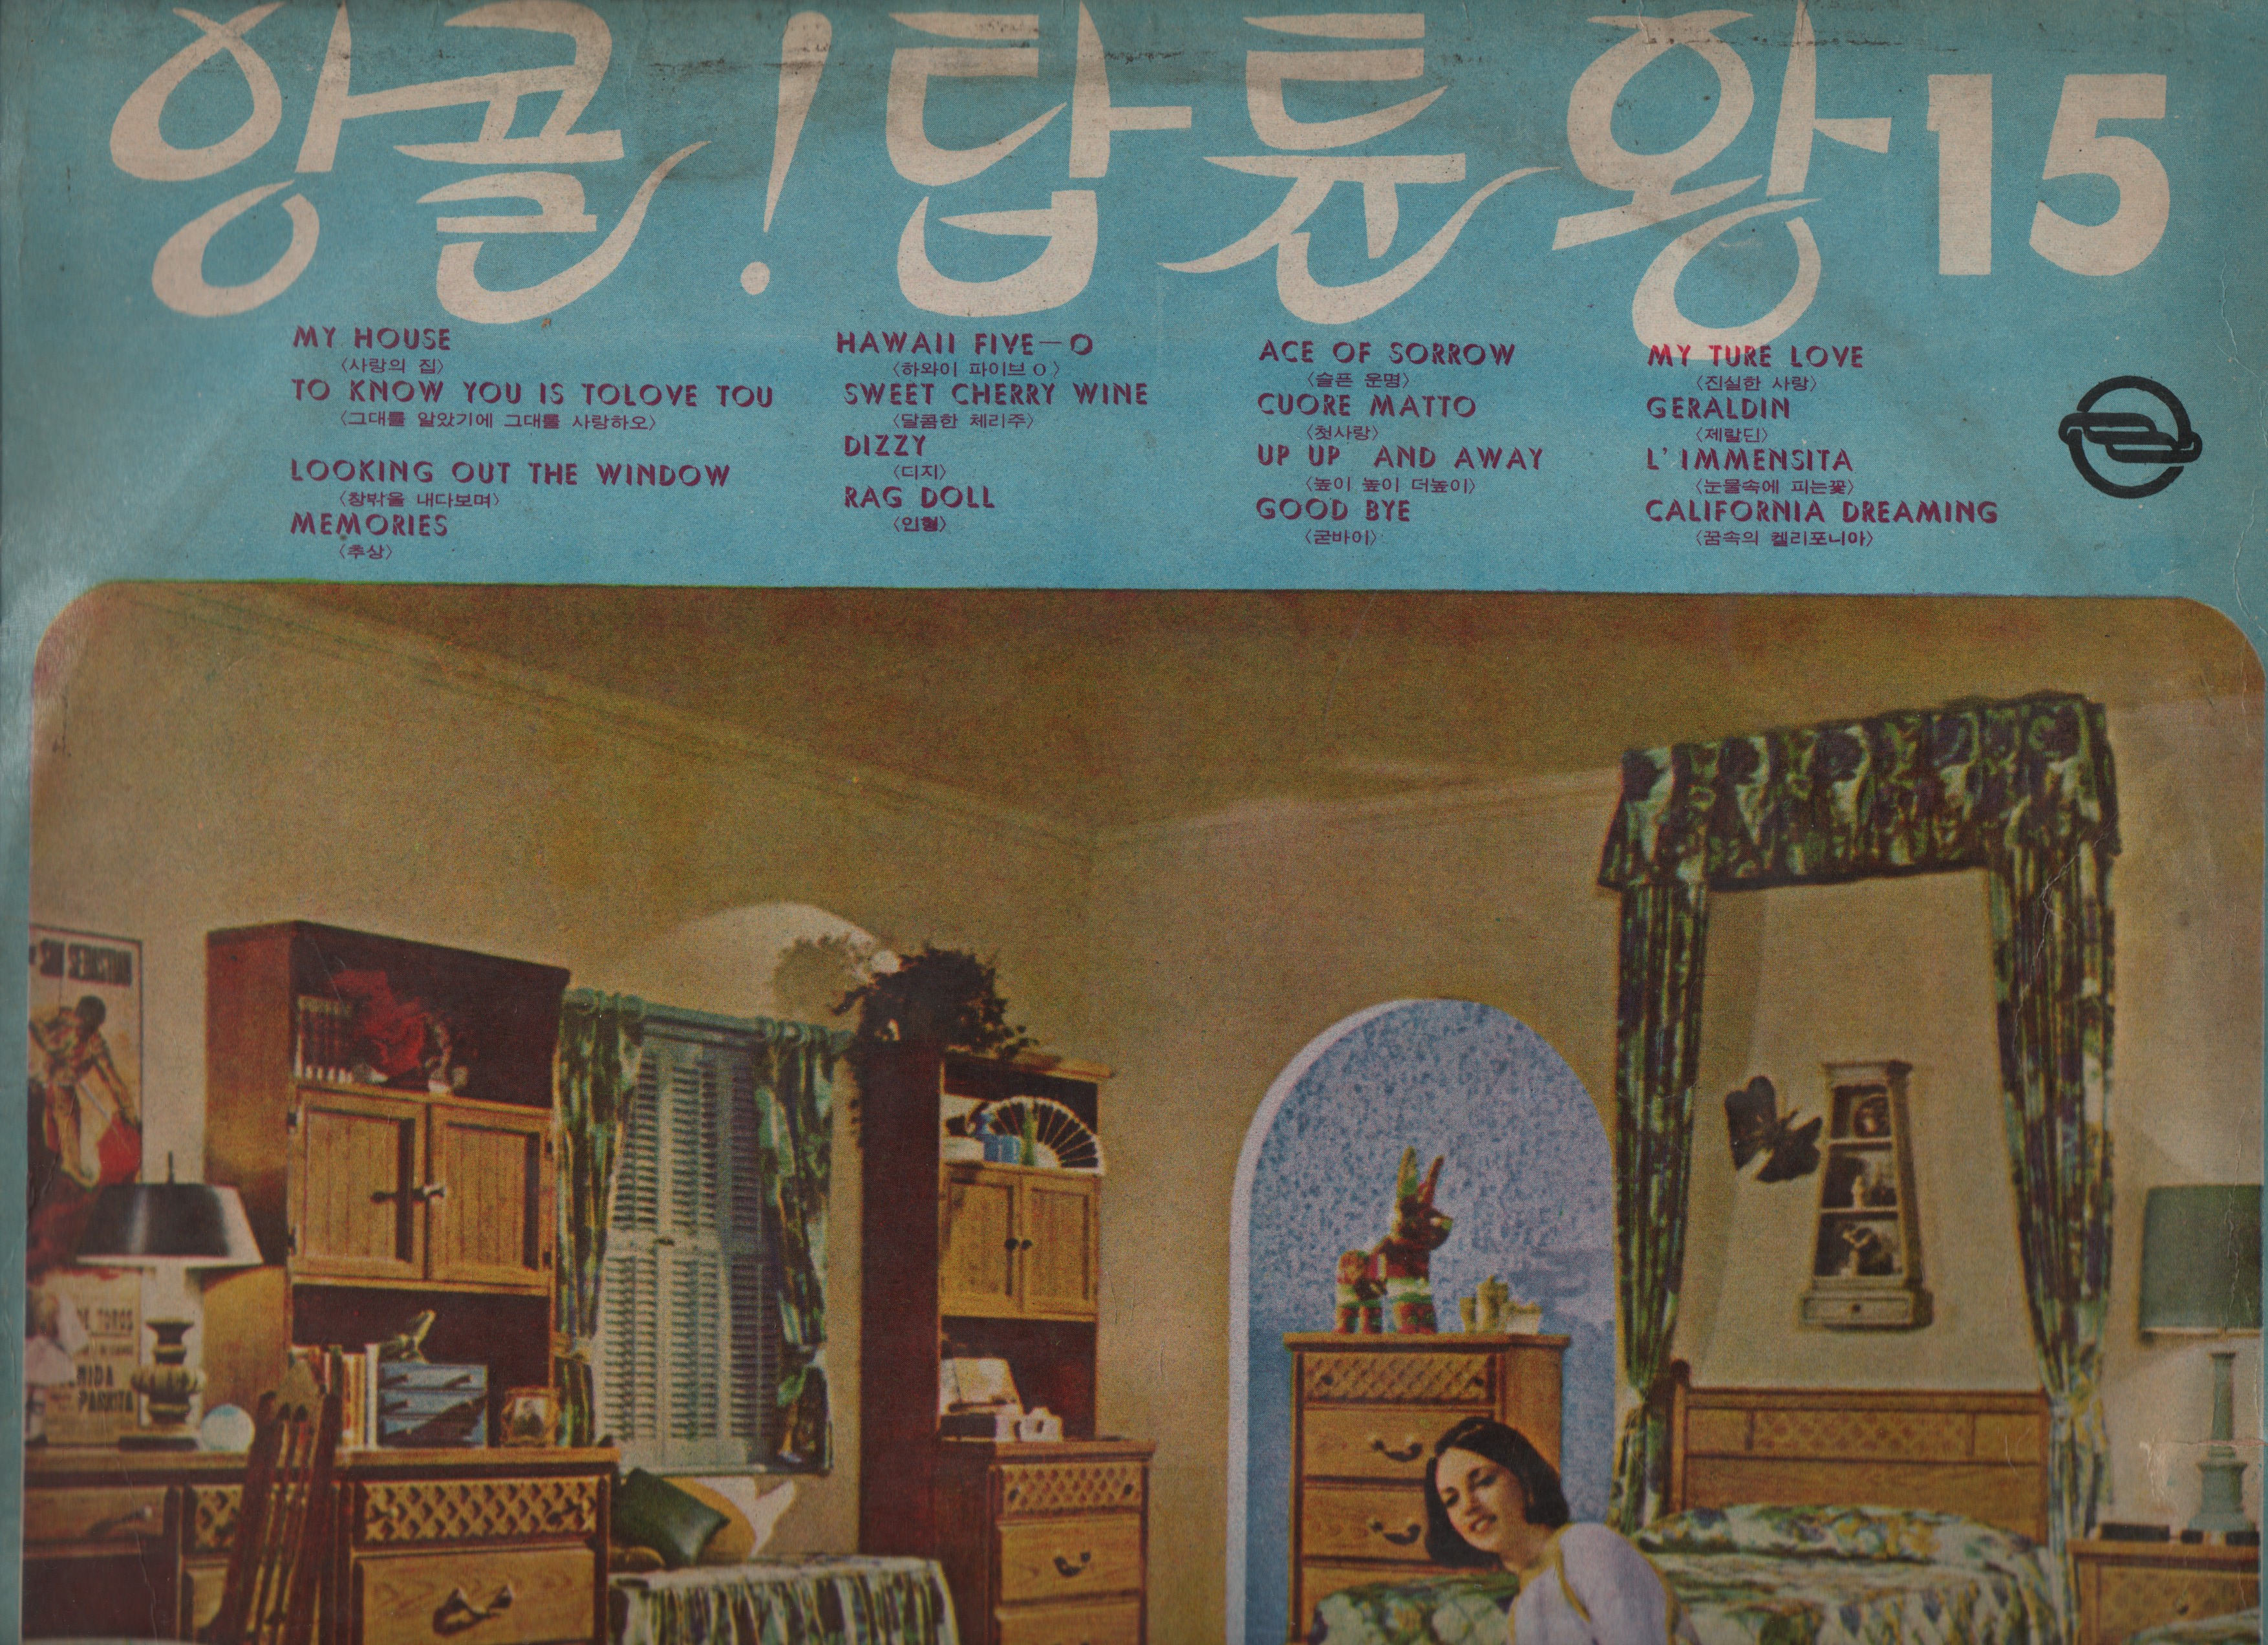 앙콜! 탑튠 왕 15
MY HOUSE
〈사랑의 집〉
TO KNOW YOU IS TOLOVE TOU
〈그대를 알았기에 그대를 사랑하오〉
LOOKING OUT THE WINDOW
〈창밖을 내다보며〉
MEMORIES
〈추상〉
HAWAII FIVE—O
〈하와이 파이브 O〉
SWEET CHERRY WINE
〈달콤한 체리주〉
DIZZY
〈디지〉
RAG DOLL
〈인형〉
ACE OF SORROW
〈슬픈 운명〉
CUORE MATTO
〈첫사랑〉
UP UP AND AWAY
〈높이 높이 더높이〉
GOOD BYE
〈굳바이〉
MY TURE LOVE
〈진실한 사랑〉
GERALDIN
〈제랄딘〉
L' IMMENSITA
〈눈물속에 피는꽃〉
CALIFORNIA DREAMING
〈꿈속의 켈리포니아〉
SAN SEBASTIAN
TOROS